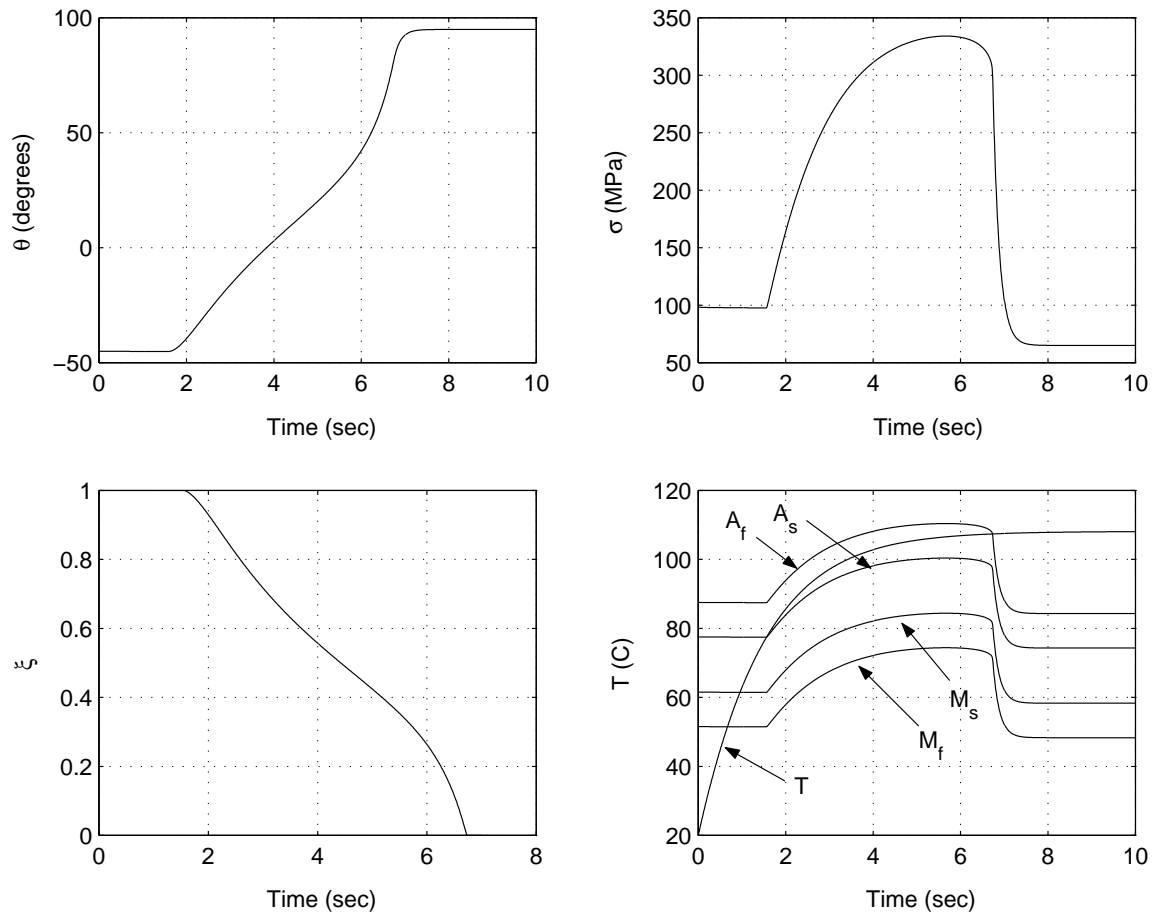 100
50
0
−50
θ (degrees)
0 2 4 6 8 10
Time (sec)
350
300
250
200
150
100
50
σ (MPa)
0 2 4 6 8 10
Time (sec)
1
0.8
0.6
0.4
0.2
0
ξ
0 2 4 6 8
Time (sec)
120
100
80
60
40
20
T (C)
A_f
A_s
M_s
M_f
T
0 2 4 6 8 10
Time (sec)